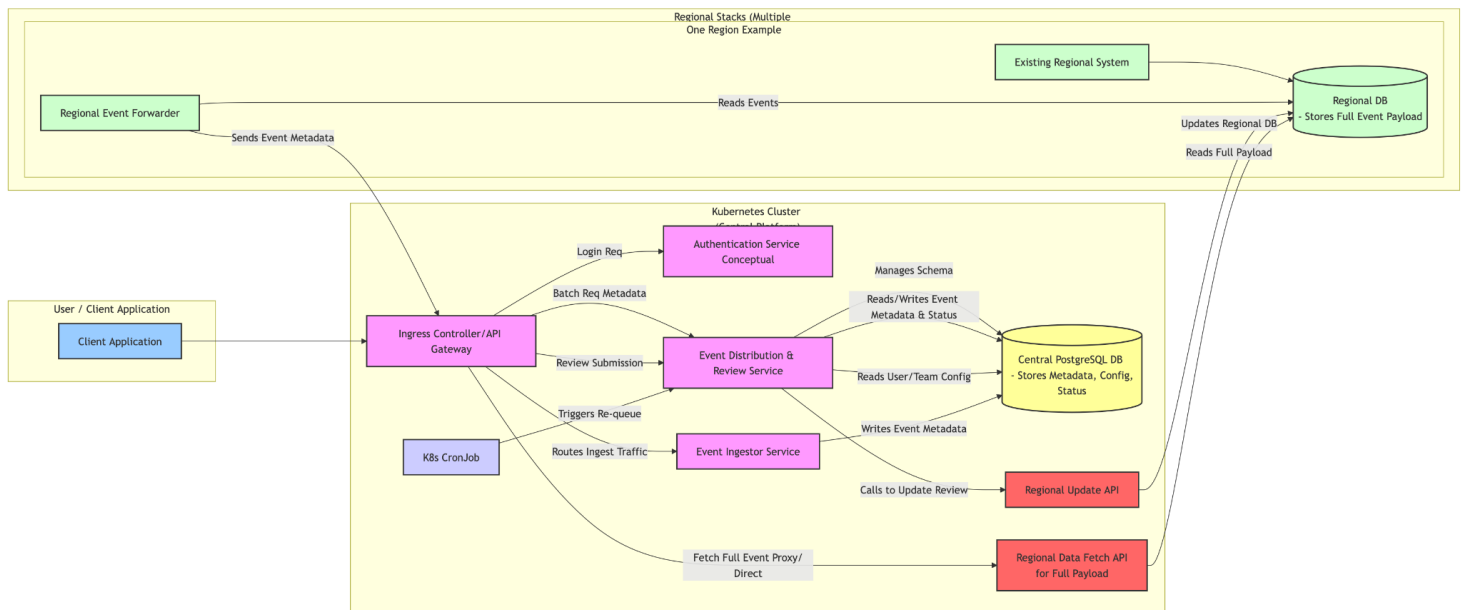 Regional Stacks (Multiple
One Region Example
Existing Regional System
Regional Event Forwarder
Reads Events
Regional DB
- Stores Full Event Payload
Sends Event Metadata
Updates Regional DB
Reads Full Payload
Kubernetes Cluster
(Central Platform)
Authentication Service
Conceptual
Login Req
Manages Schema
Batch Req Metadata
Reads/Writes Event
Metadata & Status
User / Client Application
Client Application
Ingress Controller/API
Gateway
Review Submission
Event Distribution &
Review Service
Reads User/Team Config
Central PostgreSQL DB
- Stores Metadata, Config,
Status
Triggers Re-queue
K8s CronJob
Routes Ingest Traffic
Event Ingestor Service
Writes Event Metadata
Calls to Update Review
Regional Update API
Fetch Full Event Proxy/
Direct
Regional Data Fetch API
for Full Payload